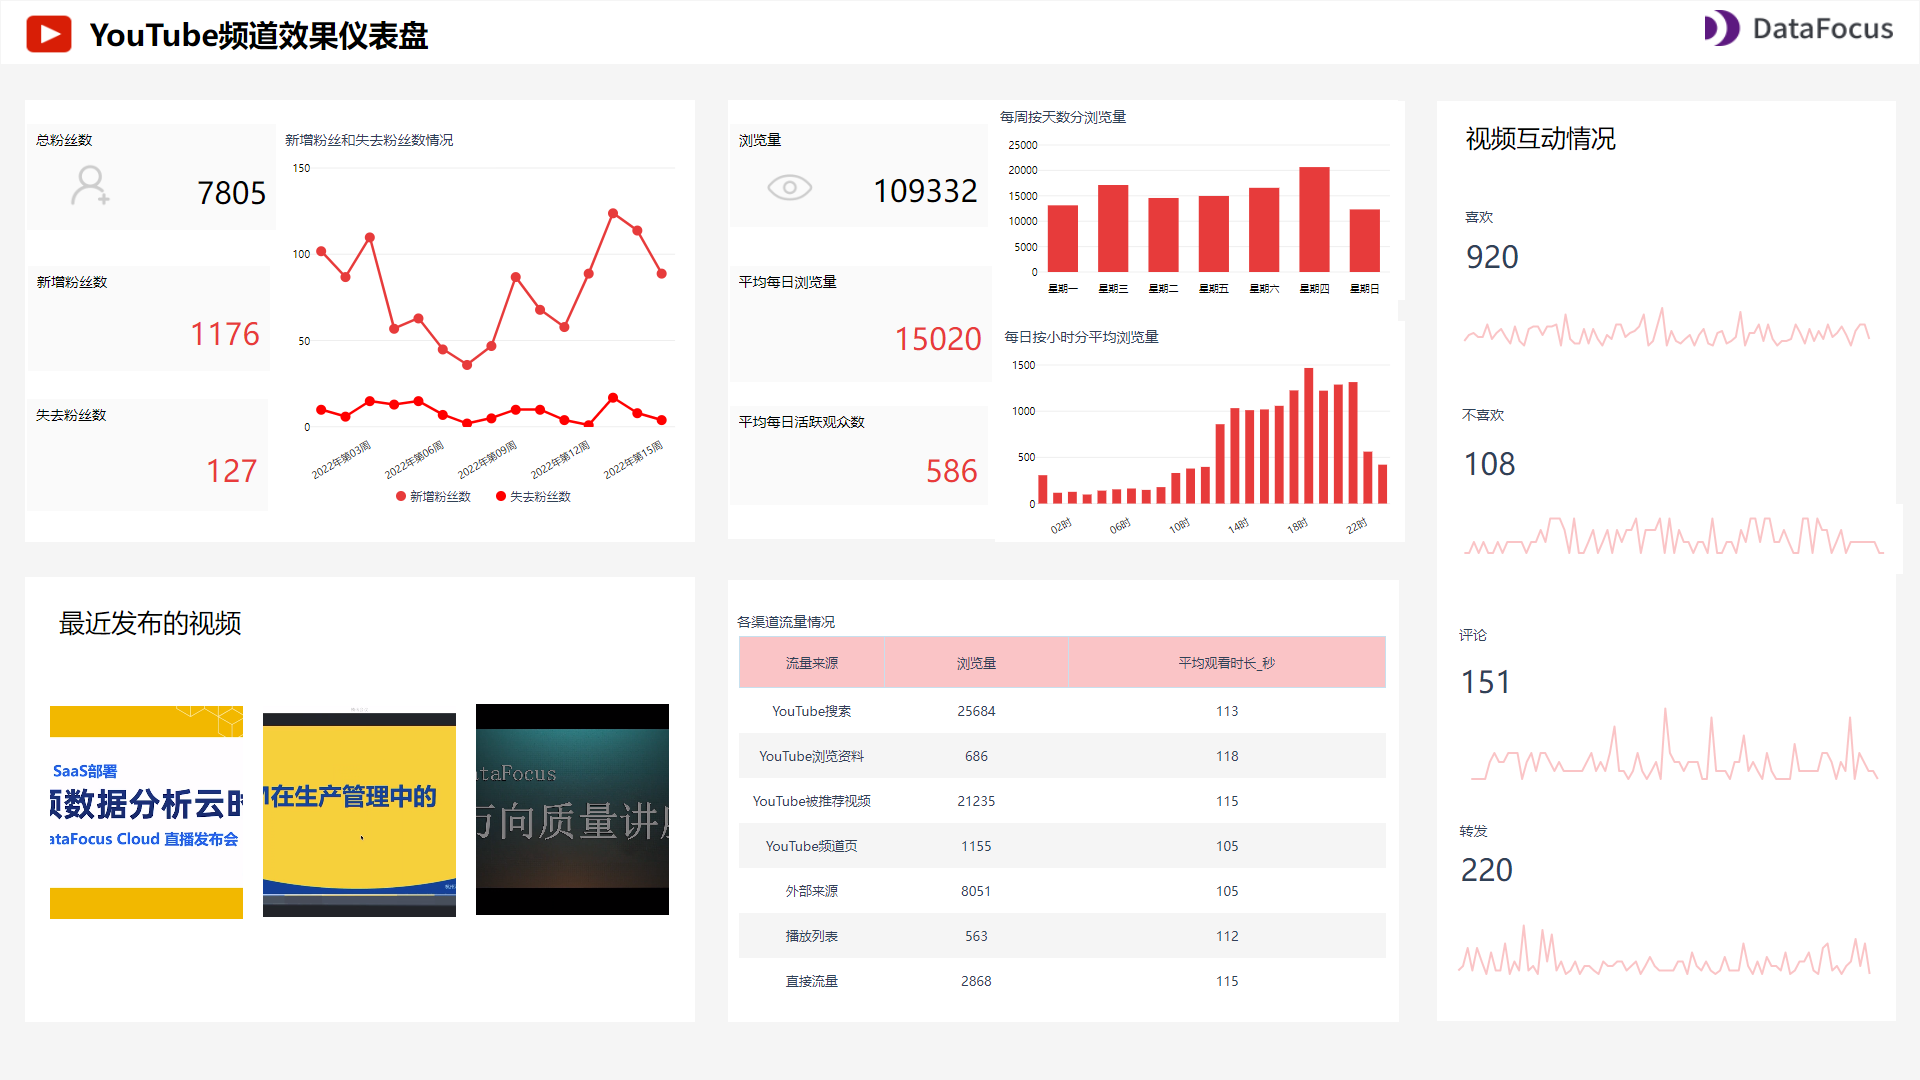 YouTube频道效果仪表盘
DataFocus
总粉丝数
7805
新增粉丝数
1176
失去粉丝数
127
新增粉丝和失去粉丝数情况
150
100
50
0
2022年第03周
2022年第06周
2022年第09周
2022年第12周
2022年第15周
新增粉丝数
失去粉丝数
浏览量
109332
平均每日浏览量
15020
平均每日活跃观众数
586
每周按天数分浏览量
25000
20000
15000
10000
5000
0
星期一 星期三 星期二 星期五 星期六 星期四 星期日
每日按小时分平均浏览量
1500
1000
500
0
02时 06时 10时 14时 18时 22时
视频互动情况
喜欢
920
不喜欢
108
评论
151
转发
220
最近发布的视频
SaaS部署
数据分析云
ataFocus Cloud 直播发布会
在生产管理中的
taFocus
万向质量讲
各渠道流量情况
流量来源 浏览量 平均观看时长_秒
YouTube搜索 25684 113
YouTube浏览资料 686 118
YouTube被推荐视频 21235 115
YouTube频道页 1155 105
外部来源 8051 105
播放列表 563 112
直接流量 2868 115